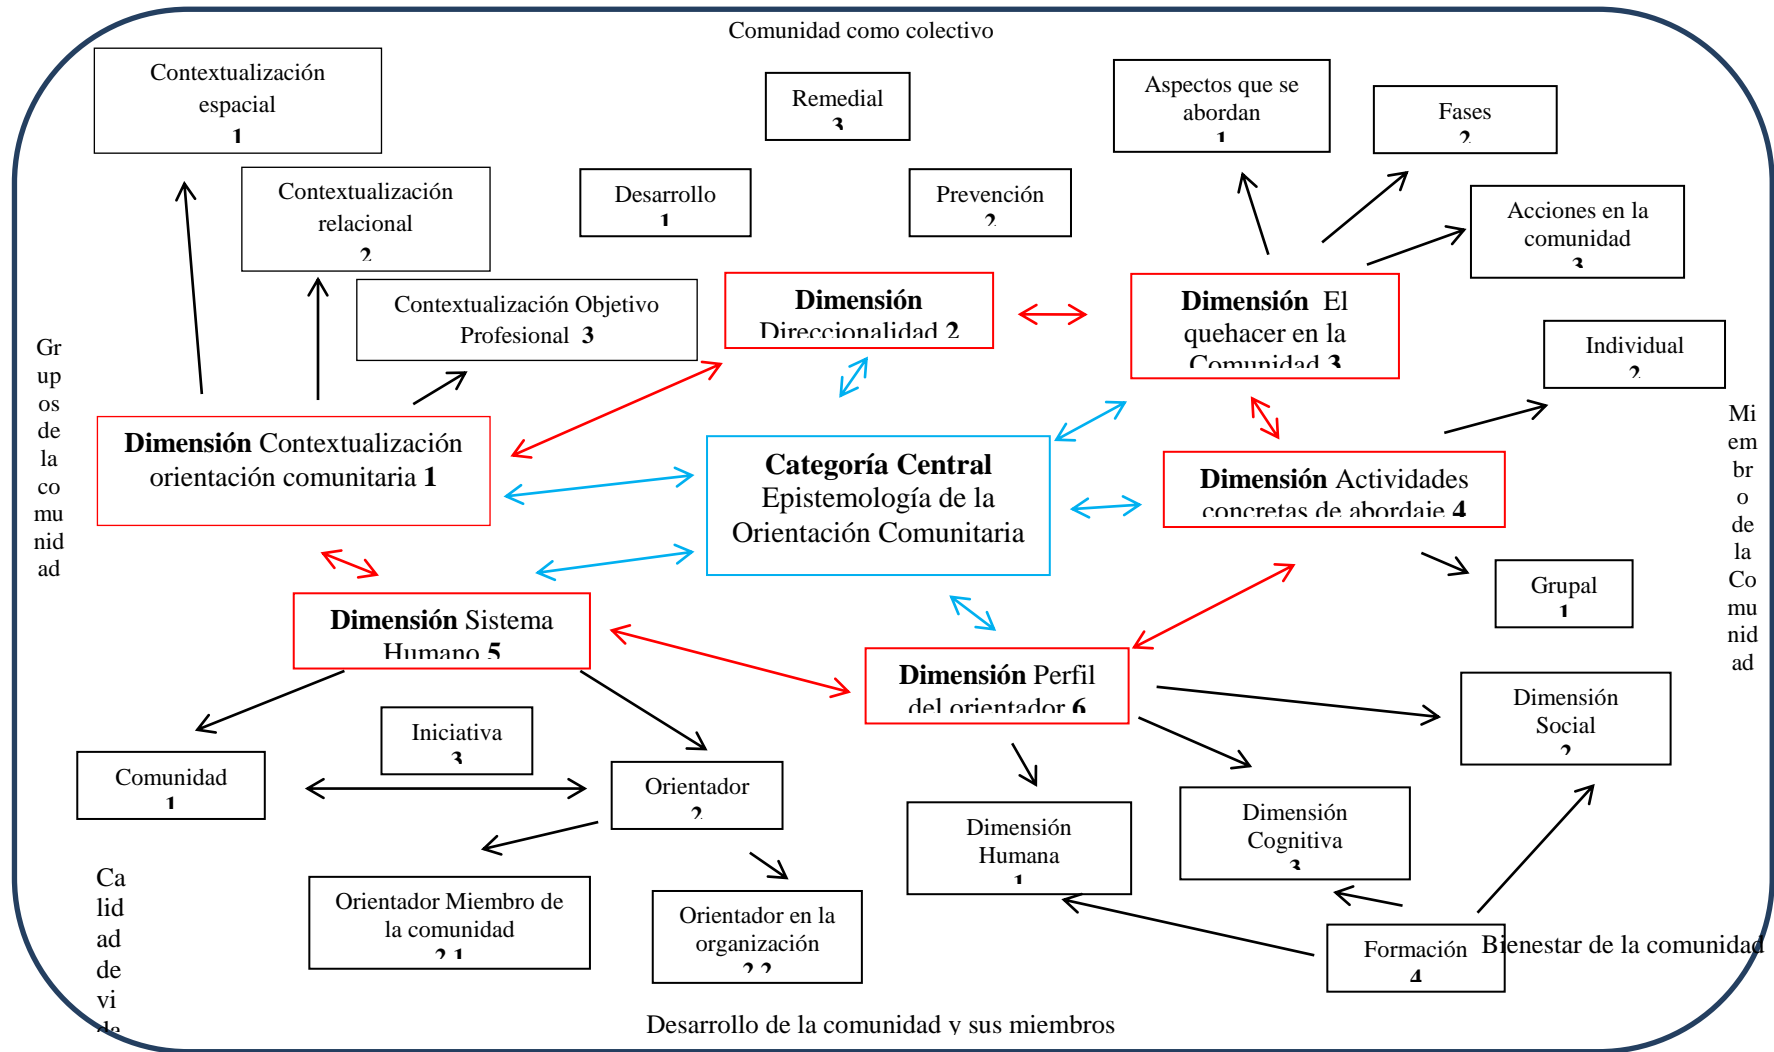 Comunidad como colectivo
Contextualización
espacial
1
Remedial
3
Aspectos que se
abordan
1
Fases
2
Contextualización
relacional
2
Desarrollo
1
Prevención
2
Acciones en la
comunidad
3
Contextualización Objetivo
Profesional 3
Dimensión
Direccionalidad 2
Dimensión El
quehacer en la
Comunidad 3
Individual
2
Gr
up
os
de
la
co
mu
nid
ad
Dimensión Contextualización
orientación comunitaria 1
Categoría Central
Epistemología de la
Orientación Comunitaria
Dimensión Actividades
concretas de abordaje 4
Mi
em
br
o
de
la
Co
mu
nid
ad
Grupal
1
Dimensión Sistema
Humano 5
Dimensión Perfil
del orientador 6
Dimensión
Social
2
Iniciativa
3
Comunidad
1
Orientador
2
Dimensión
Humana
1
Dimensión
Cognitiva
3
Ca
lid
ad
de
vi
da
Orientador Miembro de
la comunidad
2.1
Orientador en la
organización
2.2
Formación
4
Bienestar de la comunidad
Desarrollo de la comunidad y sus miembros